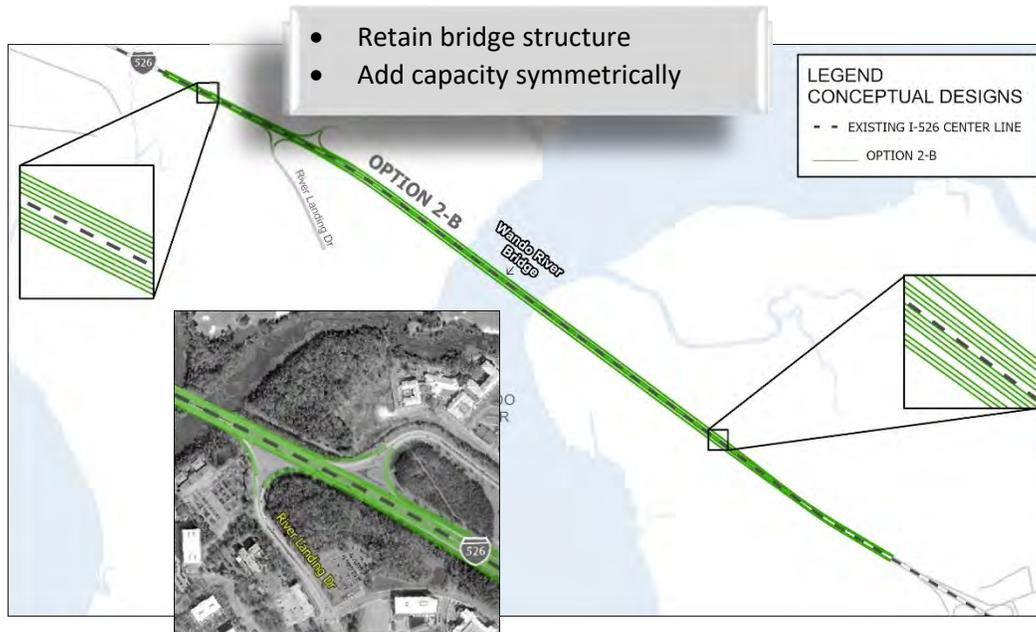 • Retain bridge structure
• Add capacity symmetrically
526
LEGEND
CONCEPTUAL DESIGNS
EXISTING I-526 CENTER LINE
OPTION 2-B
OPTION 2-B
River Landing Dr
Wando River
Bridge
DO
R
River Landing Dr
526